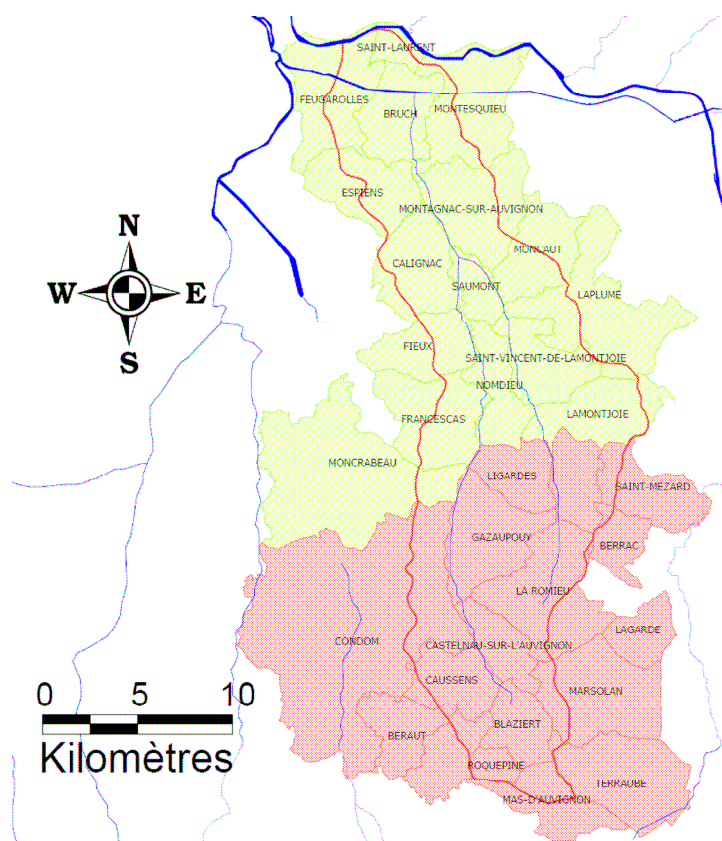 SAINT-LAURENT
FEUGAROLLES
BRUCH
MONTESQUIEU
ESPIENS
MONTAGNAC-SUR-AUVIGNON
N
MONCAUT
CALIGNAC
W
E
SAUMONT
LAPLUME
S
FIEUX
SAINT-VINCENT-DE-LAMONTJOIE
NOMDIEU
FRANCESCAS
LAMONTJOIE
MONCRABEAU
LIGARDES
SAINT-MEZARD
GAZAUPOUY
BERRAC
LA ROMIEU
LAGARDE
CONDOM
CASTELNAU-SUR-L'AUVIGNON
CAUSSENS
MARSOLAN
0 5 10
BLAZIERT
BERAUT
Kilomètres
ROQUEPINE
TERRAUBE
MAS-D'AUVIGNON